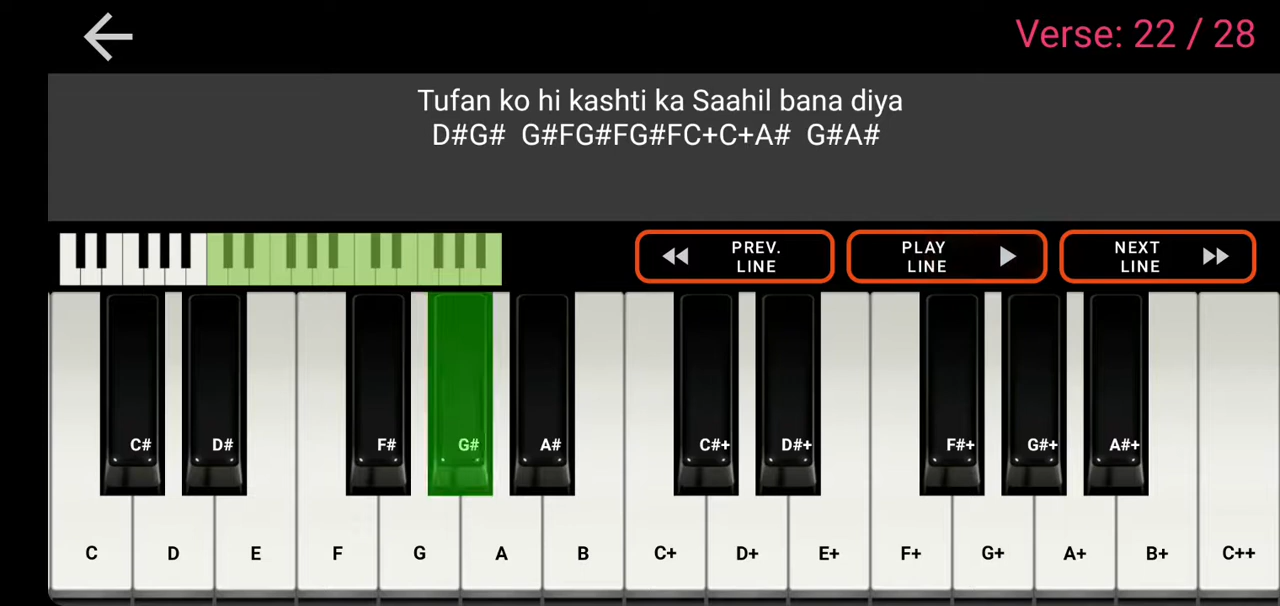 Verse: 22 / 28
Tufan ko hi kashti ka Saahil bana diya
D#G#  G#FG#FG#FC+C+A#  G#A#
PREV.
LINE
PLAY
LINE
NEXT
LINE
C# D# F# G# A# C#+ D#+ F#+ G#+ A#+
C D E F G A B C+ D+ E+ F+ G+ A+ B+ C++